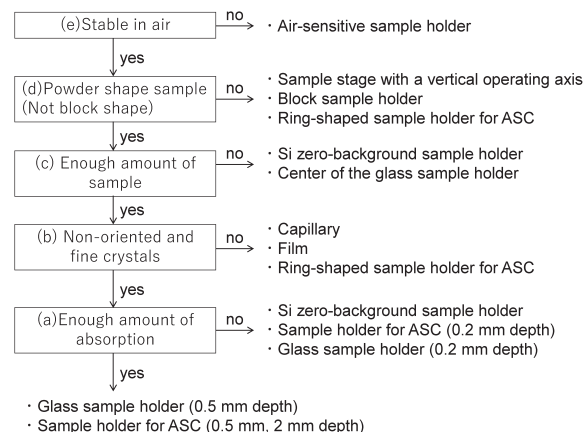 (e)Stable in air
no
・Air-sensitive sample holder
yes
(d)Powder shape sample
(Not block shape)
no
・Sample stage with a vertical operating axis
・Block sample holder
・Ring-shaped sample holder for ASC
yes
(c) Enough amount of
sample
no
・Si zero-background sample holder
・Center of the glass sample holder
yes
(b) Non-oriented and
fine crystals
no
・Capillary
・Film
・Ring-shaped sample holder for ASC
yes
(a)Enough amount of
absorption
no
・Si zero-background sample holder
・Sample holder for ASC (0.2 mm depth)
・Glass sample holder (0.2 mm depth)
yes
・Glass sample holder (0.5 mm depth)
・Sample holder for ASC (0.5 mm, 2 mm depth)